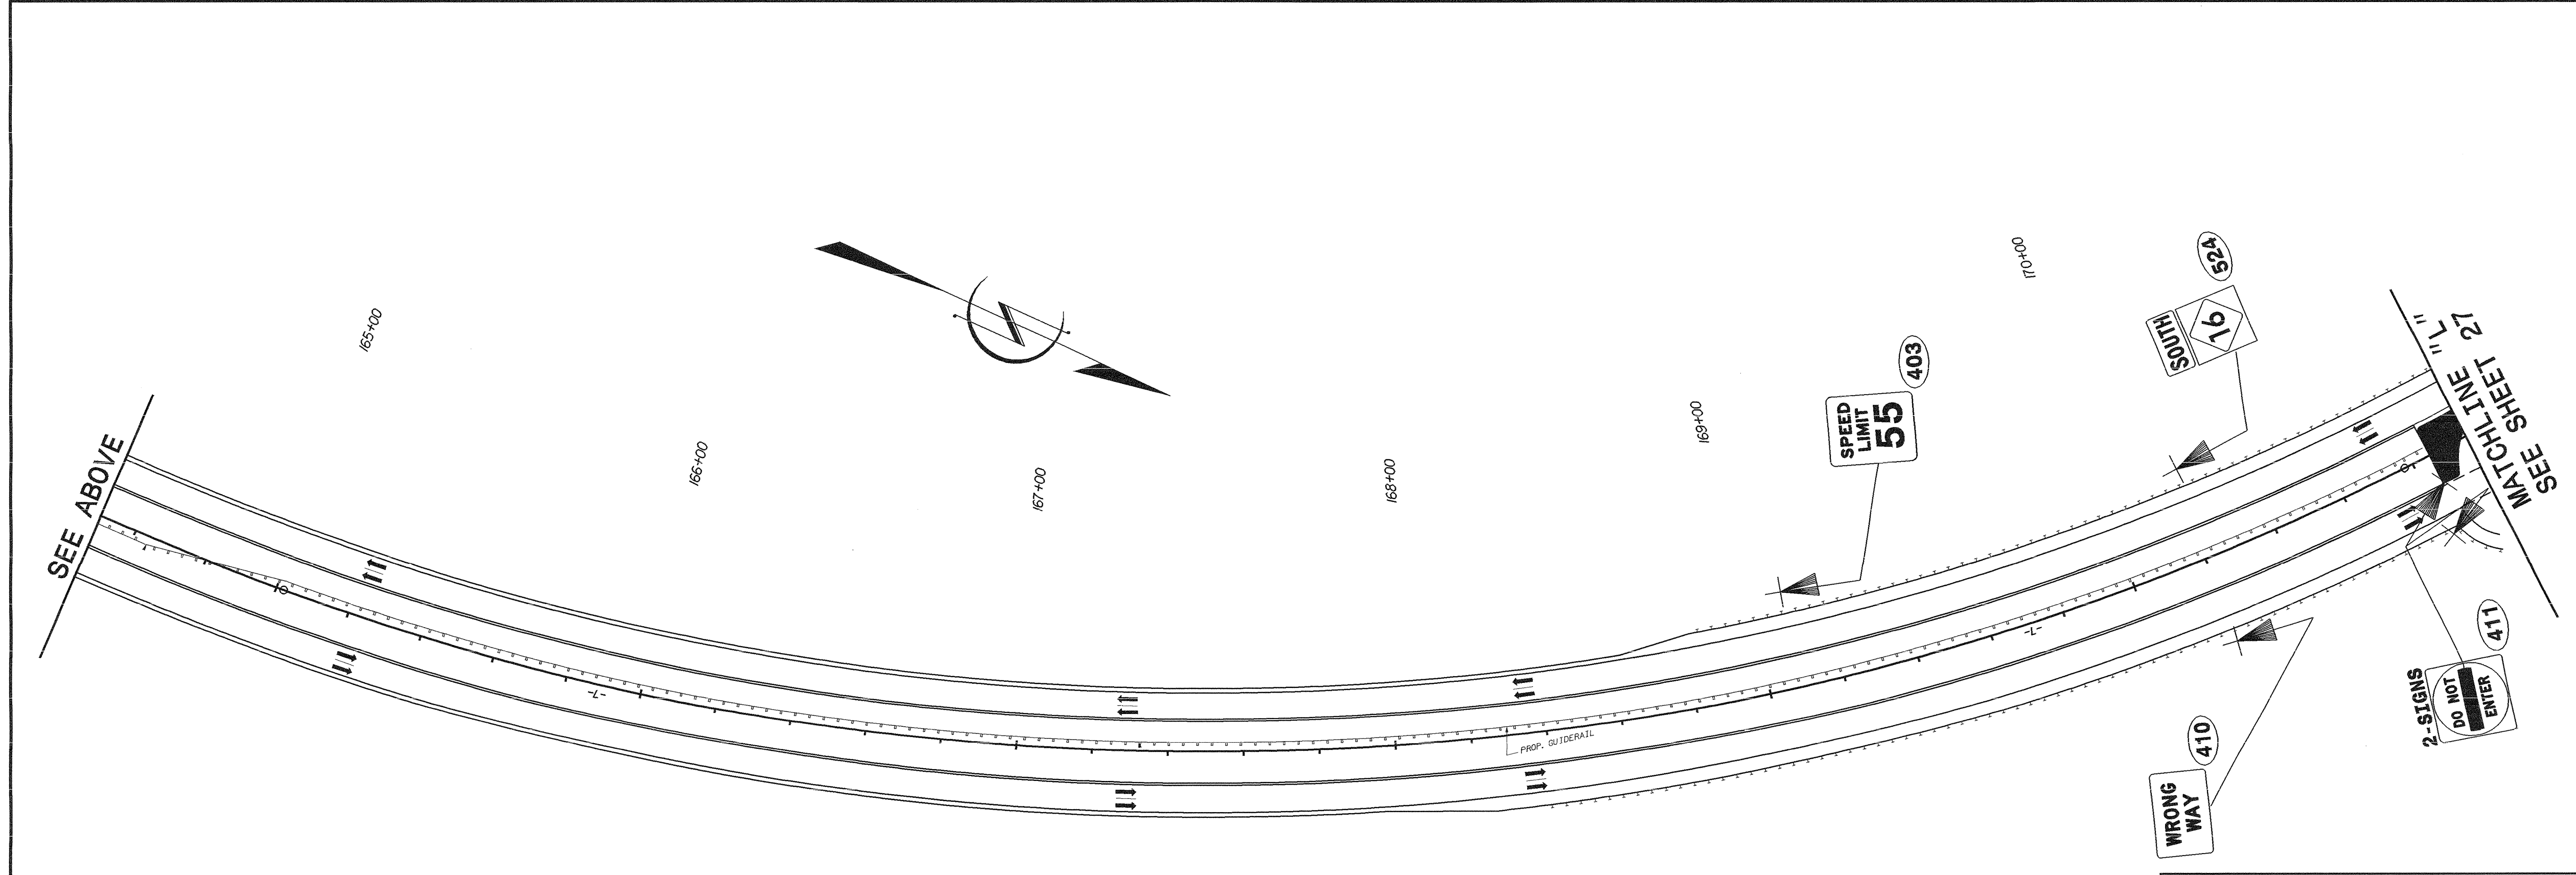 165+00
166+00
167+00
168+00
169+00
170+00
SEE ABOVE
N
SPEED
LIMIT
55
403
SOUTH
16
524
MATCHLINE "L"
SEE SHEET 27
-L-
-L-
PROP. GUIDERAIL
WRONG
WAY
410
2-SIGNS
DO NOT
ENTER
411